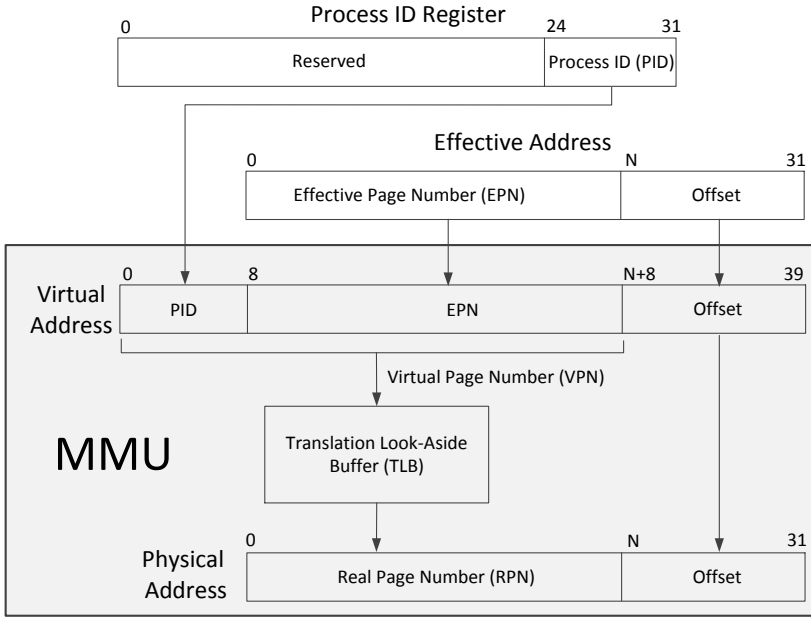 Process ID Register
0 24 31
Reserved Process ID (PID)
Effective Address
0 N 31
Effective Page Number (EPN) Offset
0 8 N+8 39
Virtual
Address
PID EPN Offset
Virtual Page Number (VPN)
MMU
Translation Look-Aside
Buffer (TLB)
0 N 31
Physical
Address
Real Page Number (RPN) Offset